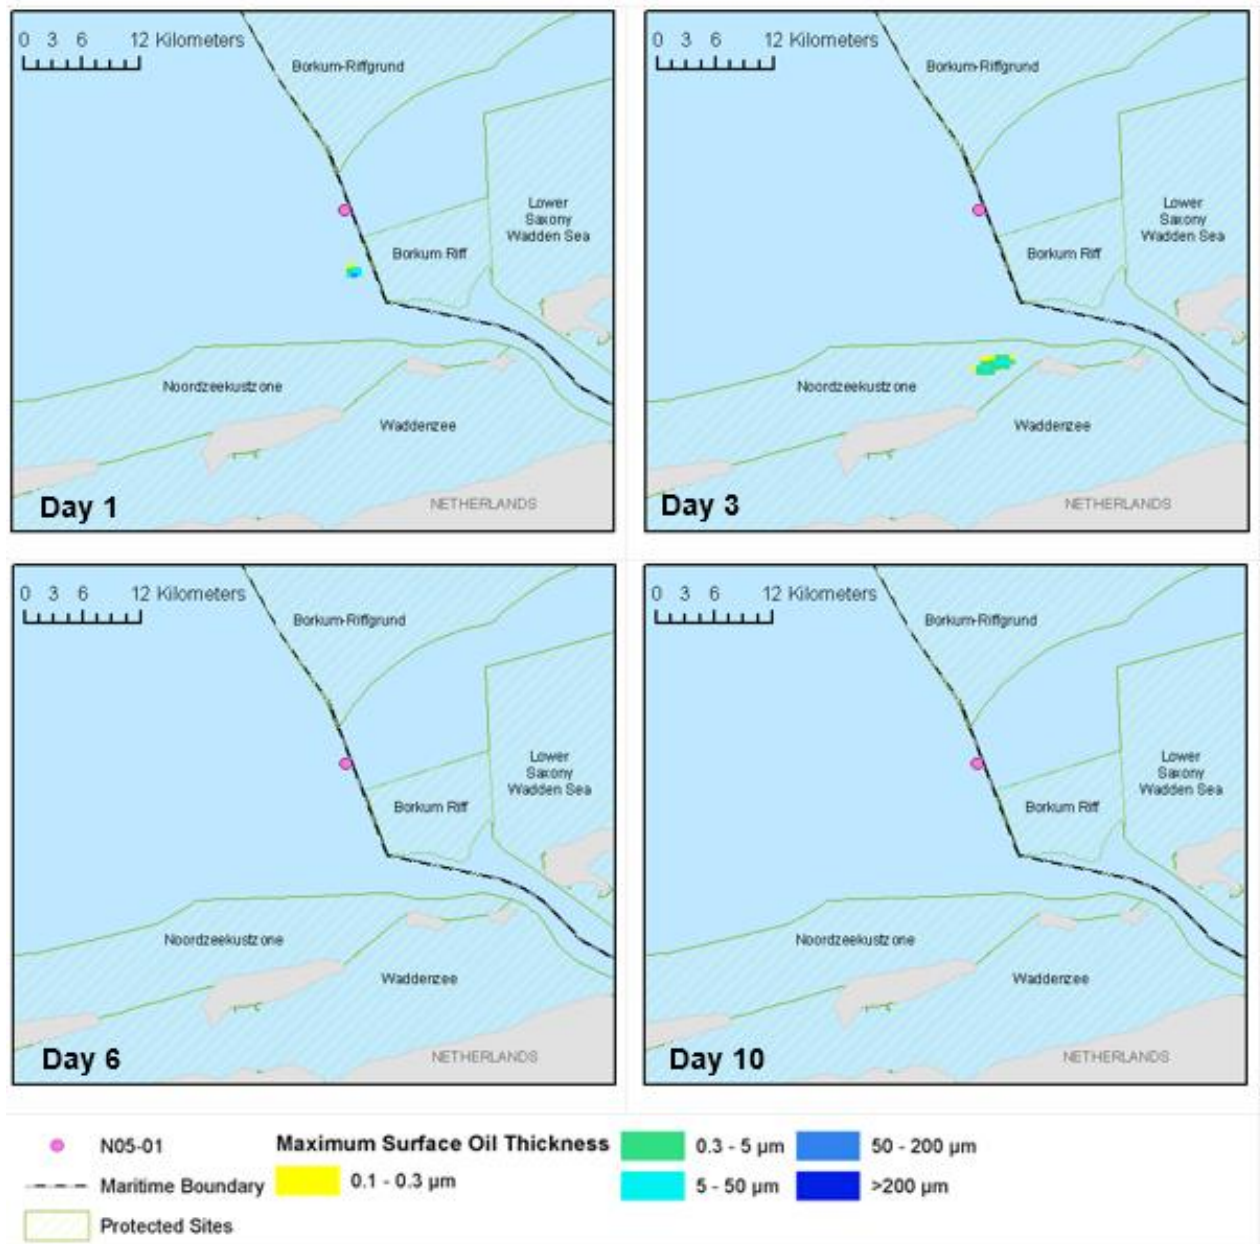 0 3 6 12 Kilometers
Borkum-Riffgrund
Lower
Saxony
Wadden Sea
Borkum Riff
Noordzeekustzone
Waddenzee
NETHERLANDS
Day 1
0 3 6 12 Kilometers
Borkum-Riffgrund
Lower
Saxony
Wadden Sea
Borkum Riff
Noordzeekustzone
Waddenzee
NETHERLANDS
Day 3
0 3 6 12 Kilometers
Borkum-Riffgrund
Lower
Saxony
Wadden Sea
Borkum Riff
Noordzeekustzone
Waddenzee
NETHERLANDS
Day 6
0 3 6 12 Kilometers
Borkum-Riffgrund
Lower
Saxony
Wadden Sea
Borkum Riff
Noordzeekustzone
Waddenzee
NETHERLANDS
Day 10
N05-01
Maritime Boundary
Protected Sites
Maximum Surface Oil Thickness
0.1 - 0.3 µm
0.3 - 5 µm
5 - 50 µm
50 - 200 µm
>200 µm